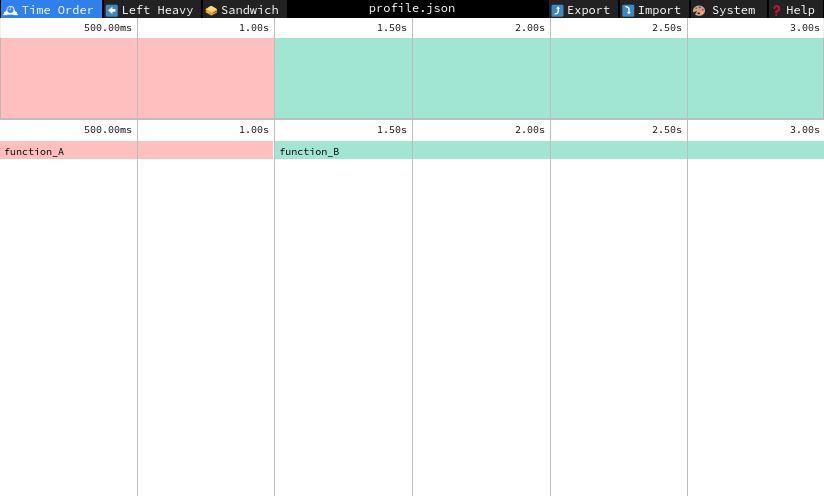 Time Order Left Heavy Sandwich profile.json Export Import System Help
500.00ms 1.00s 1.50s 2.00s 2.50s 3.00s
500.00ms 1.00s 1.50s 2.00s 2.50s 3.00s
function_A function_B